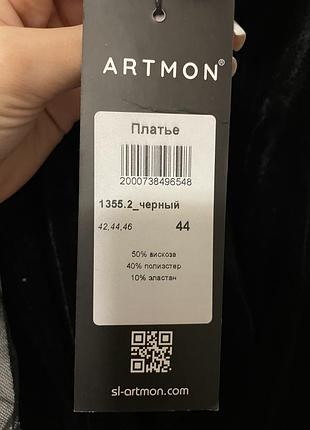 ARTMON®
Платье
2000738496548
1355.2_черный
42,44,46 44
50% вискоза
40% полиэстер
10% эластан
sl-artmon.com